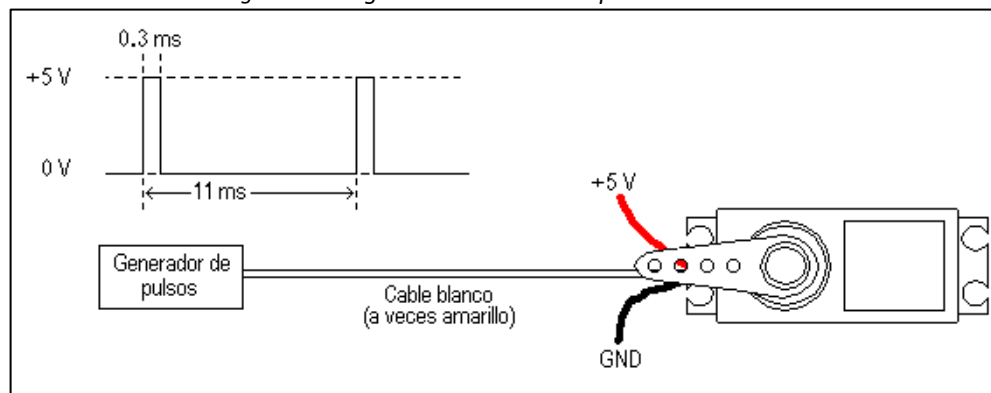 0.3 ms
+5 V
0 V
11 ms
+5 V
Generador de
pulsos
Cable blanco
(a veces amarillo)
GND